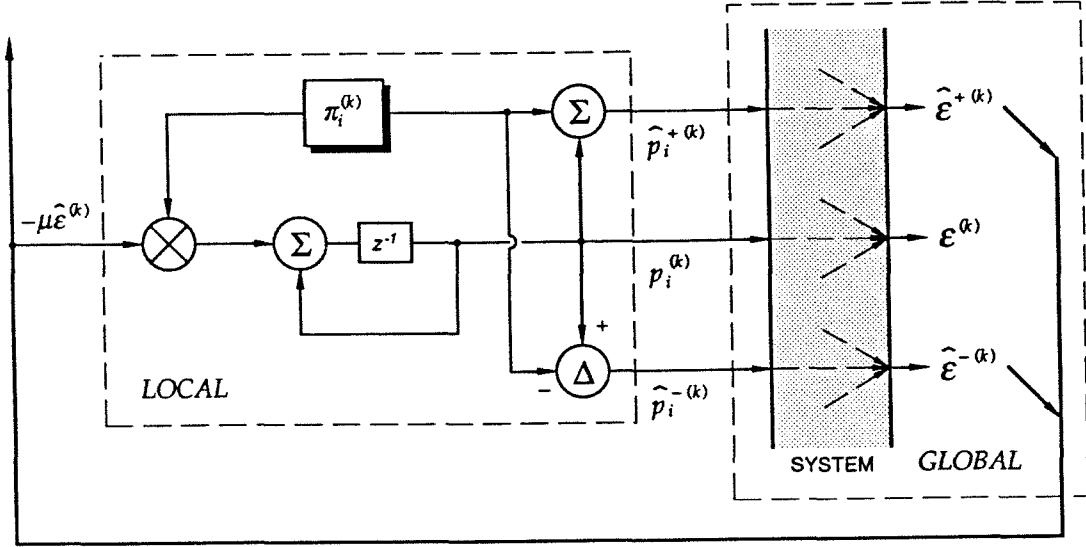 π_i^(k)
Σ
p̂_i^+(k)
ε̂^+(k)
−με̂^(k)
Σ
z⁻¹
p_i^(k)
ε^(k)
+
−
Δ
p̂_i^-(k)
ε̂^-(k)
LOCAL
SYSTEM
GLOBAL